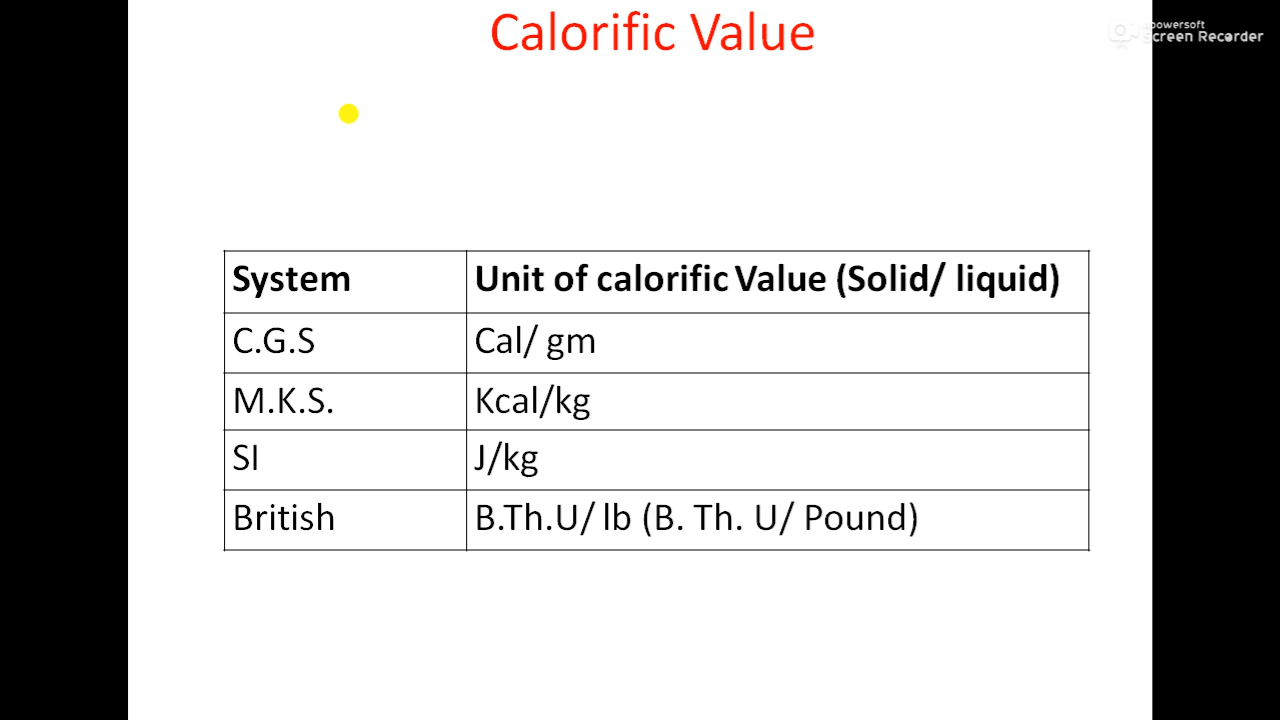 Calorific Value
Apowersoft
Screen Recorder
System Unit of calorific Value (Solid/ liquid)
C.G.S Cal/ gm
M.K.S. Kcal/kg
SI J/kg
British B.Th.U/ lb (B. Th. U/ Pound)